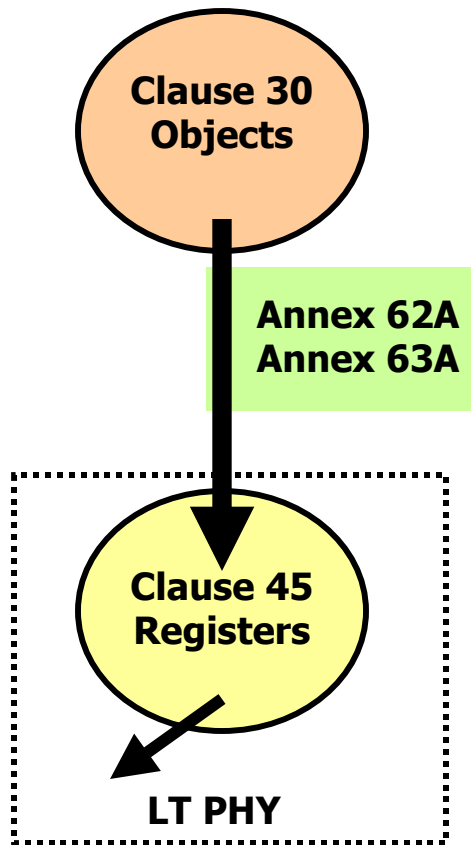 Clause 30
Objects
Annex 62A
Annex 63A
Clause 45
Registers
LT PHY